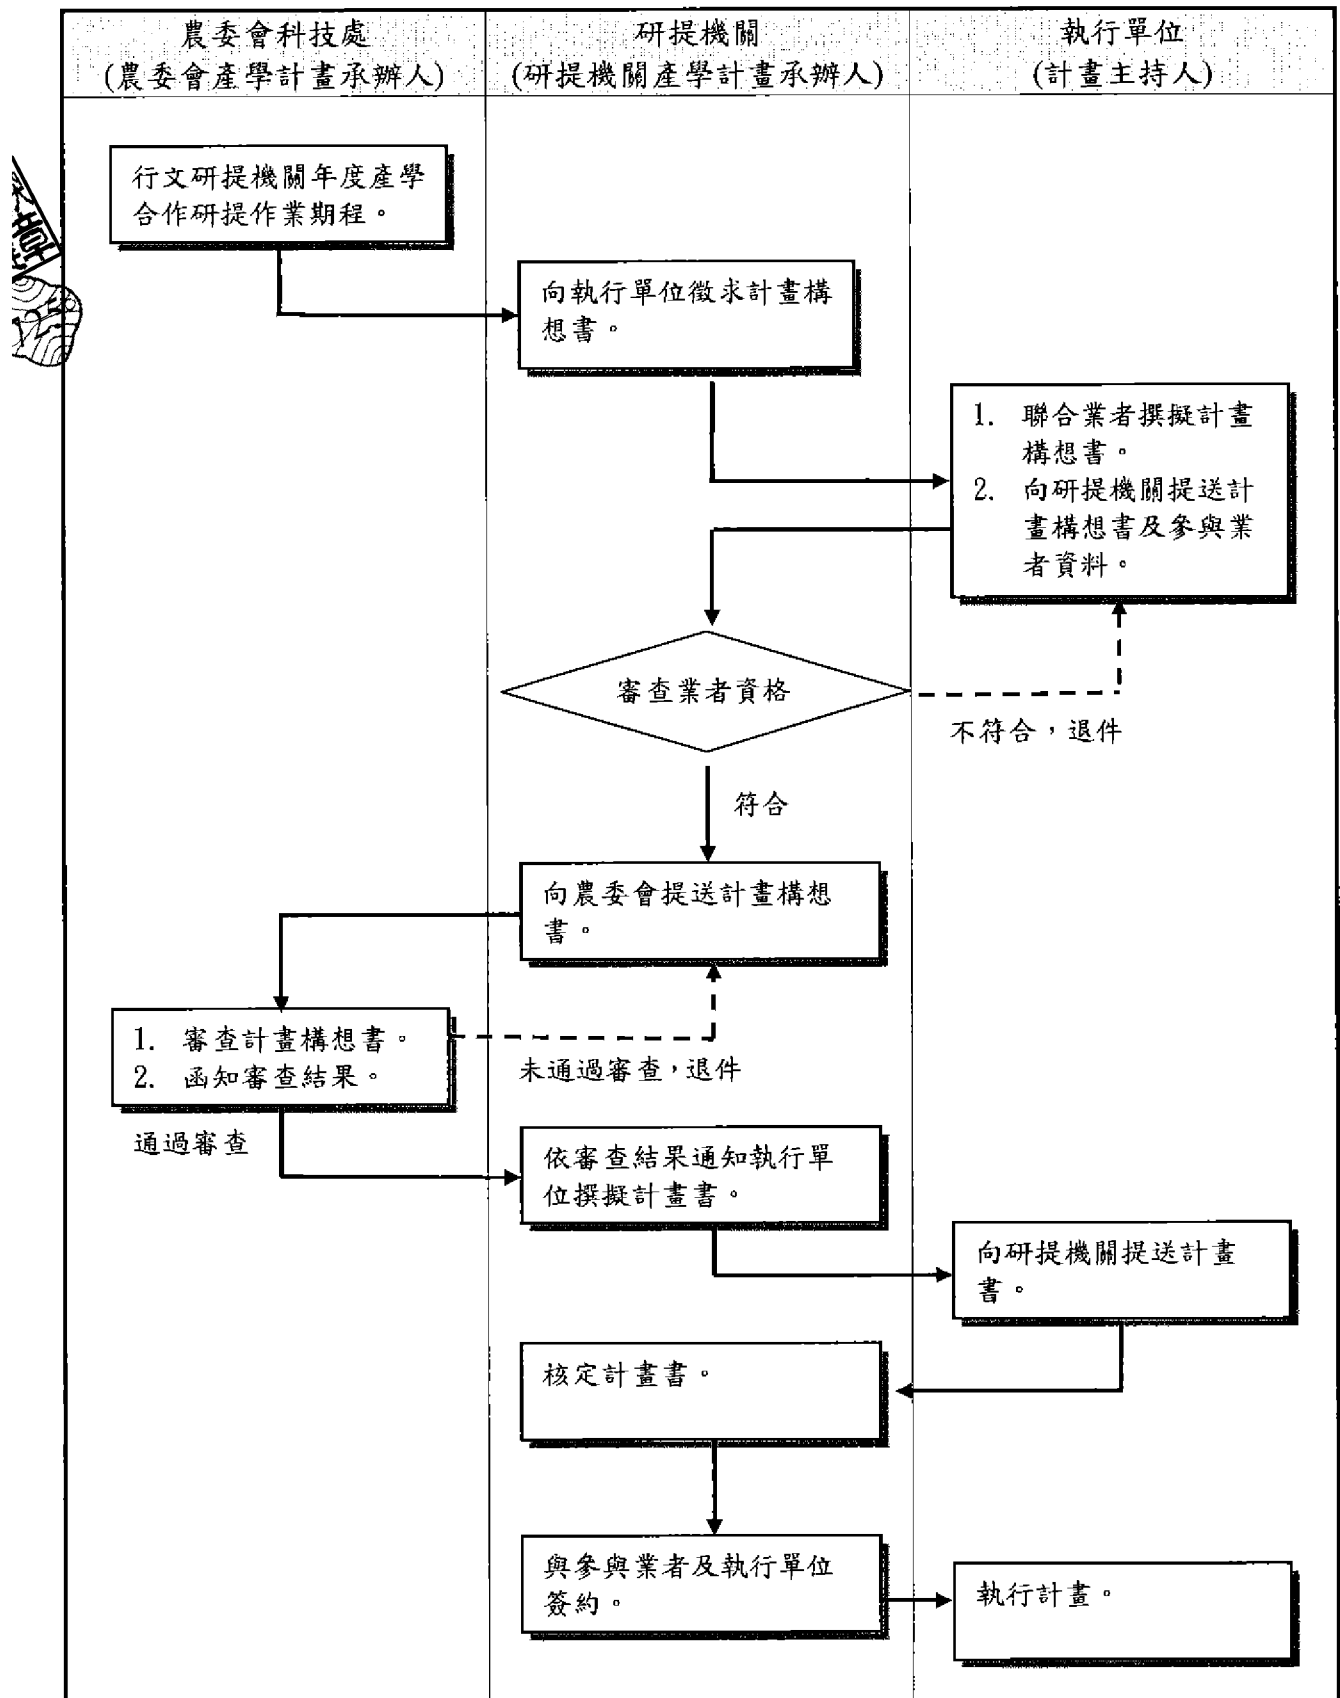 農委會科技處
(農委會產學計畫承辦人)
研提機關
(研提機關產學計畫承辦人)
執行單位
(計畫主持人)
行文研提機關年度產學
合作研提作業期程。
向執行單位徵求計畫構
想書。
1. 聯合業者撰擬計畫
構想書。
2. 向研提機關提送計
畫構想書及參與業
者資料。
審查業者資格
不符合，退件
符合
向農委會提送計畫構想
書。
1. 審查計畫構想書。
2. 函知審查結果。
未通過審查，退件
通過審查
依審查結果通知執行單
位撰擬計畫書。
向研提機關提送計畫
書。
核定計畫書。
與參與業者及執行單位
簽約。
執行計畫。